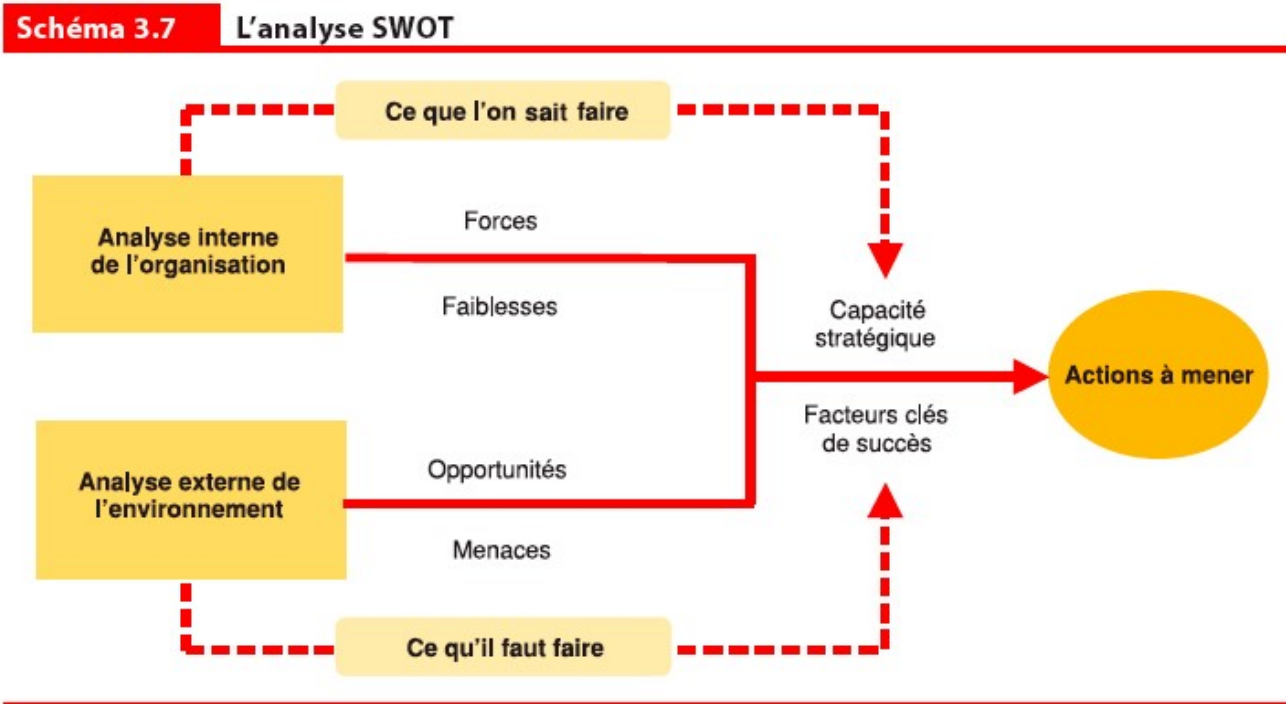 Schéma 3.7 L’analyse SWOT
Ce que l’on sait faire
Analyse interne
de l’organisation
Forces
Faiblesses
Capacité
stratégique
Actions à mener
Facteurs clés
de succès
Analyse externe de
l’environnement
Opportunités
Menaces
Ce qu’il faut faire